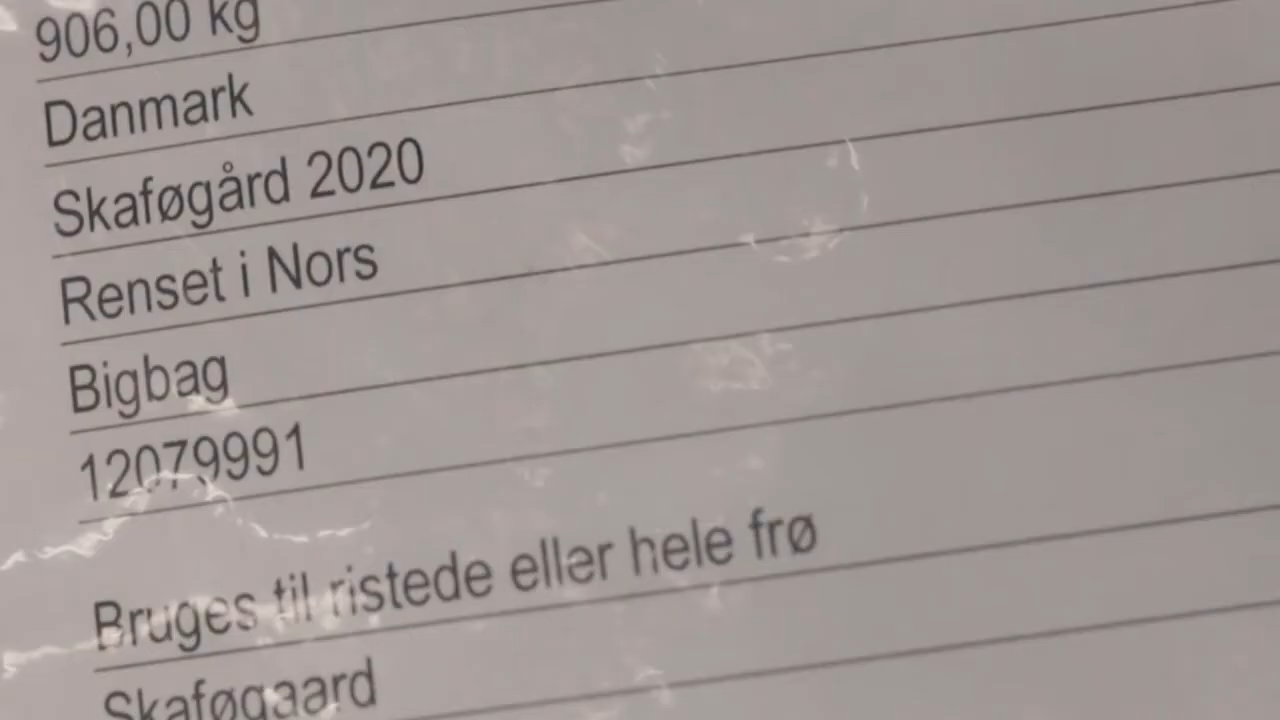 906,00 kg
Danmark
Skaføgård 2020
Renset i Nors
Bigbag
12079991
Bruges til ristede eller hele frø
Skaføgaard